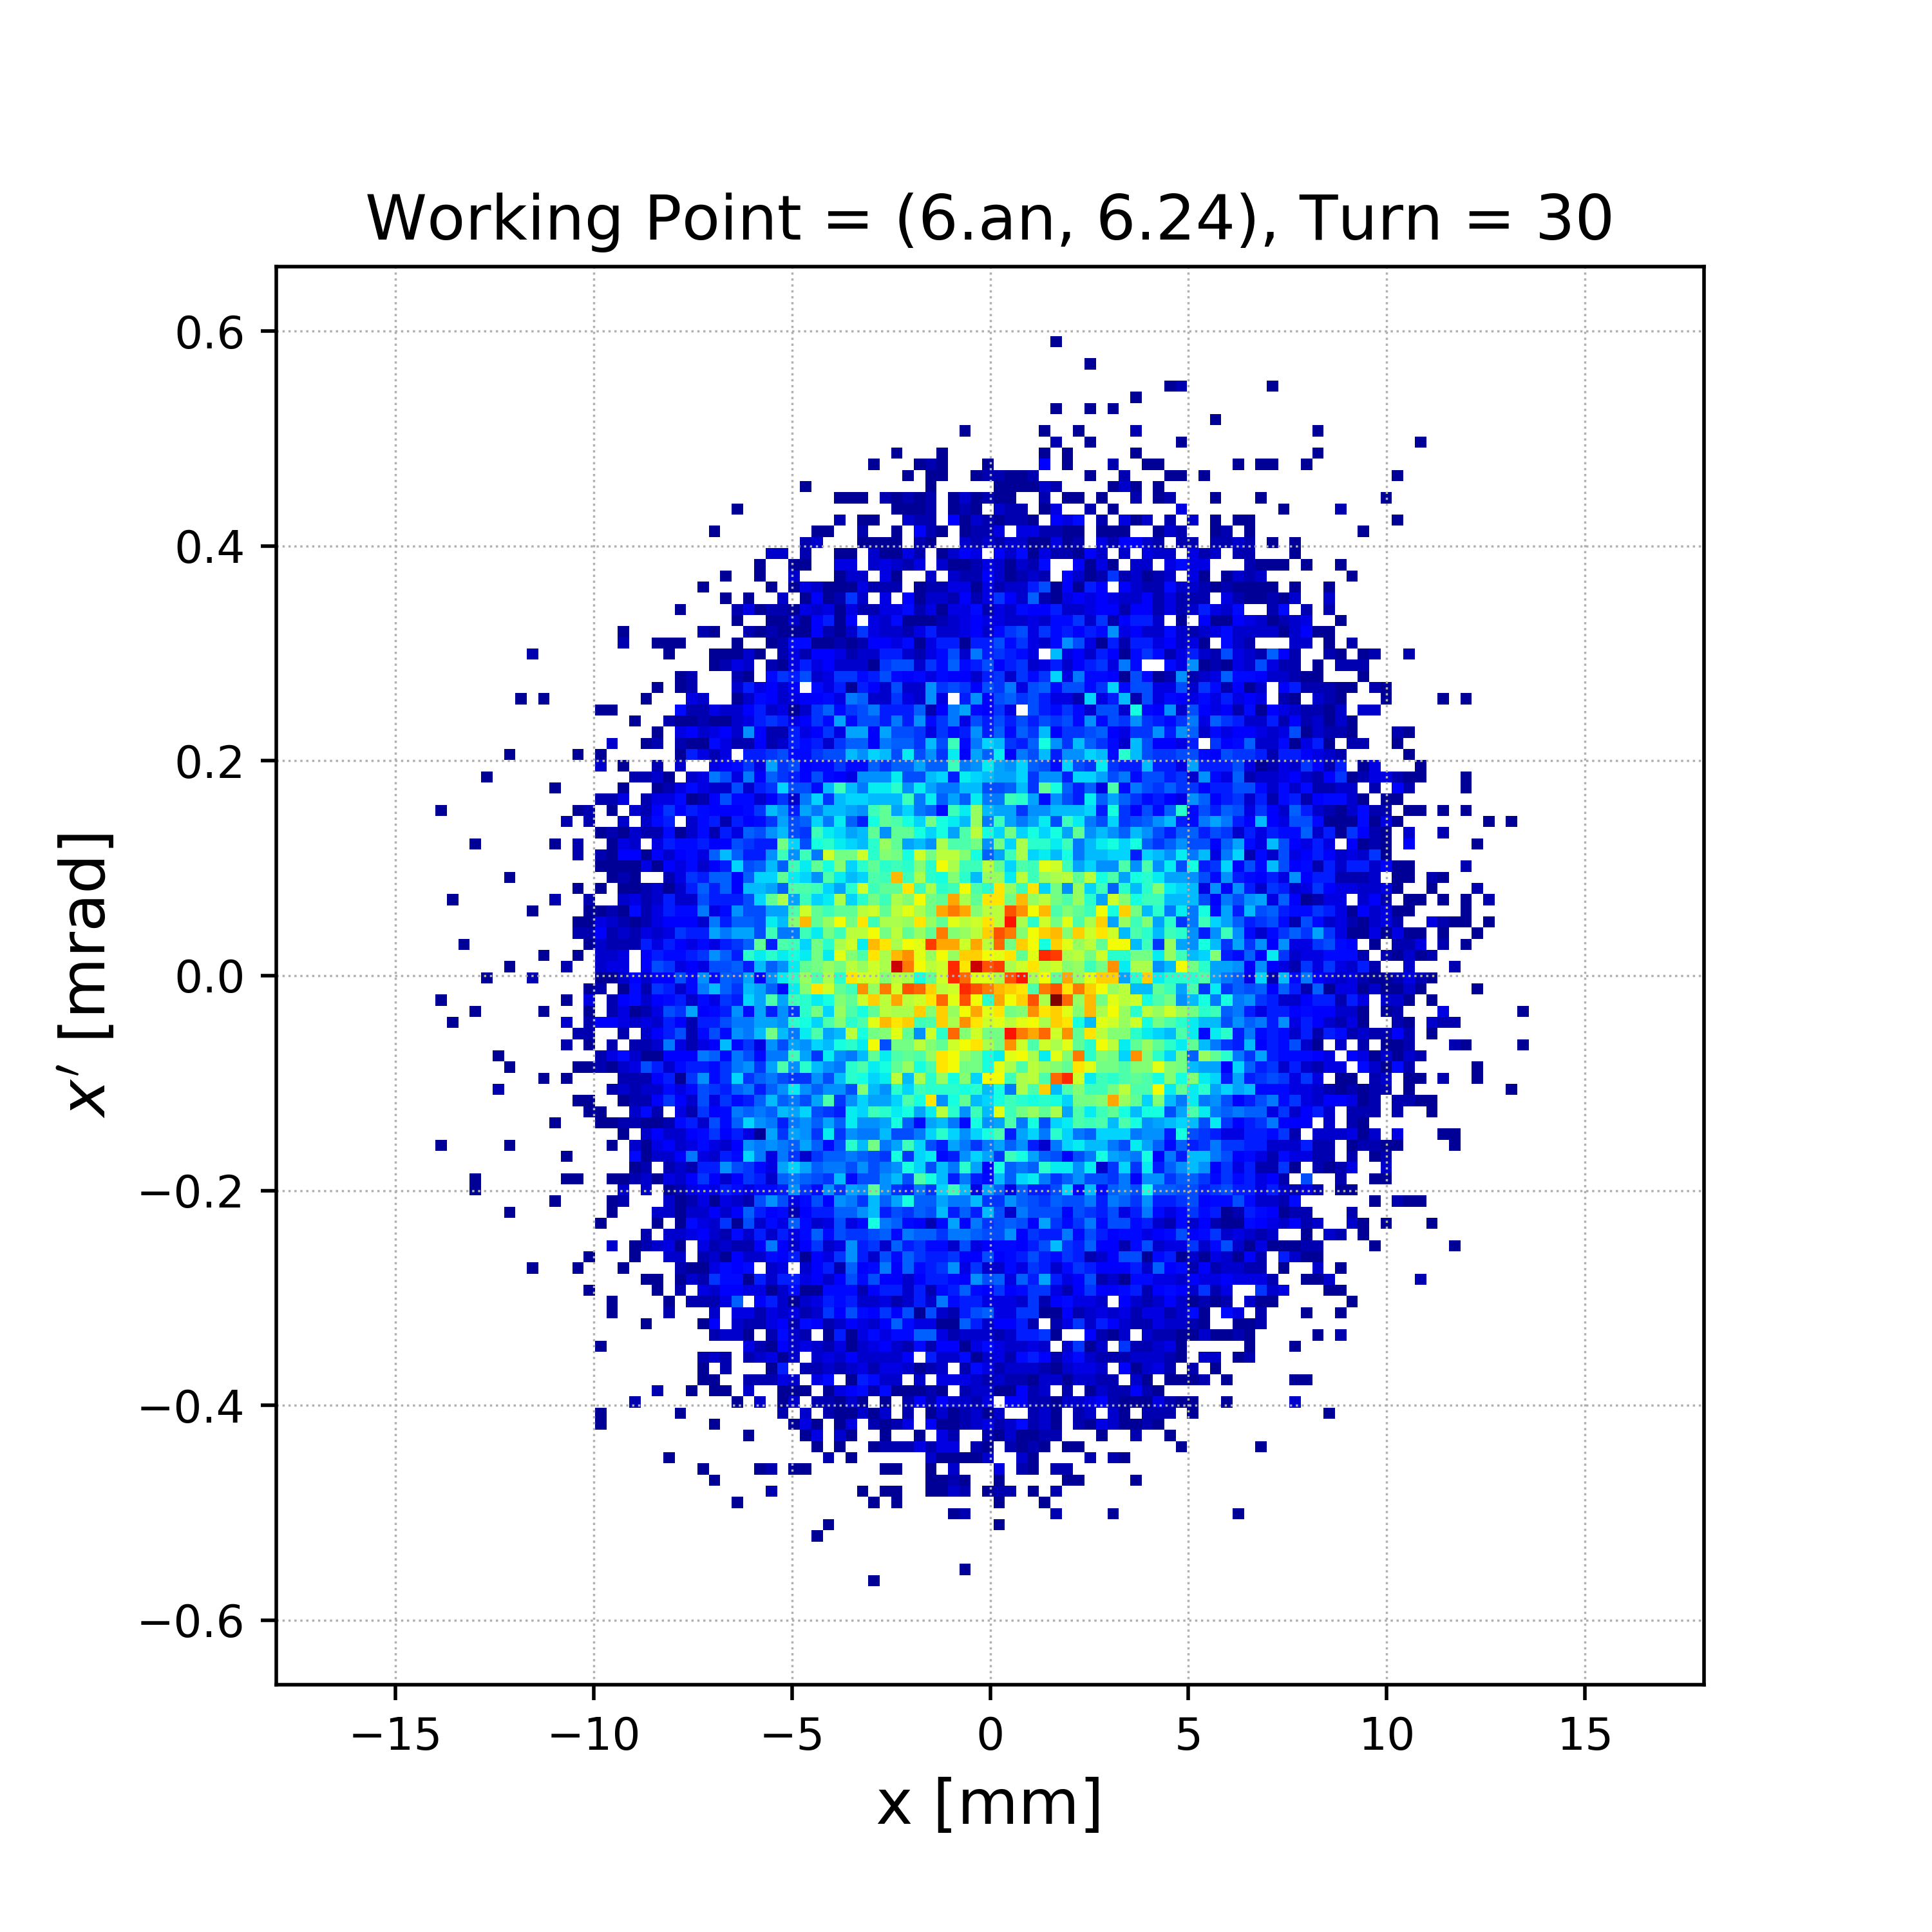 Working Point = (6.an, 6.24), Turn = 30
0.6
0.4
0.2
0.0
−0.2
−0.4
−0.6
x′ [mrad]
−15 −10 −5 0 5 10 15
x [mm]